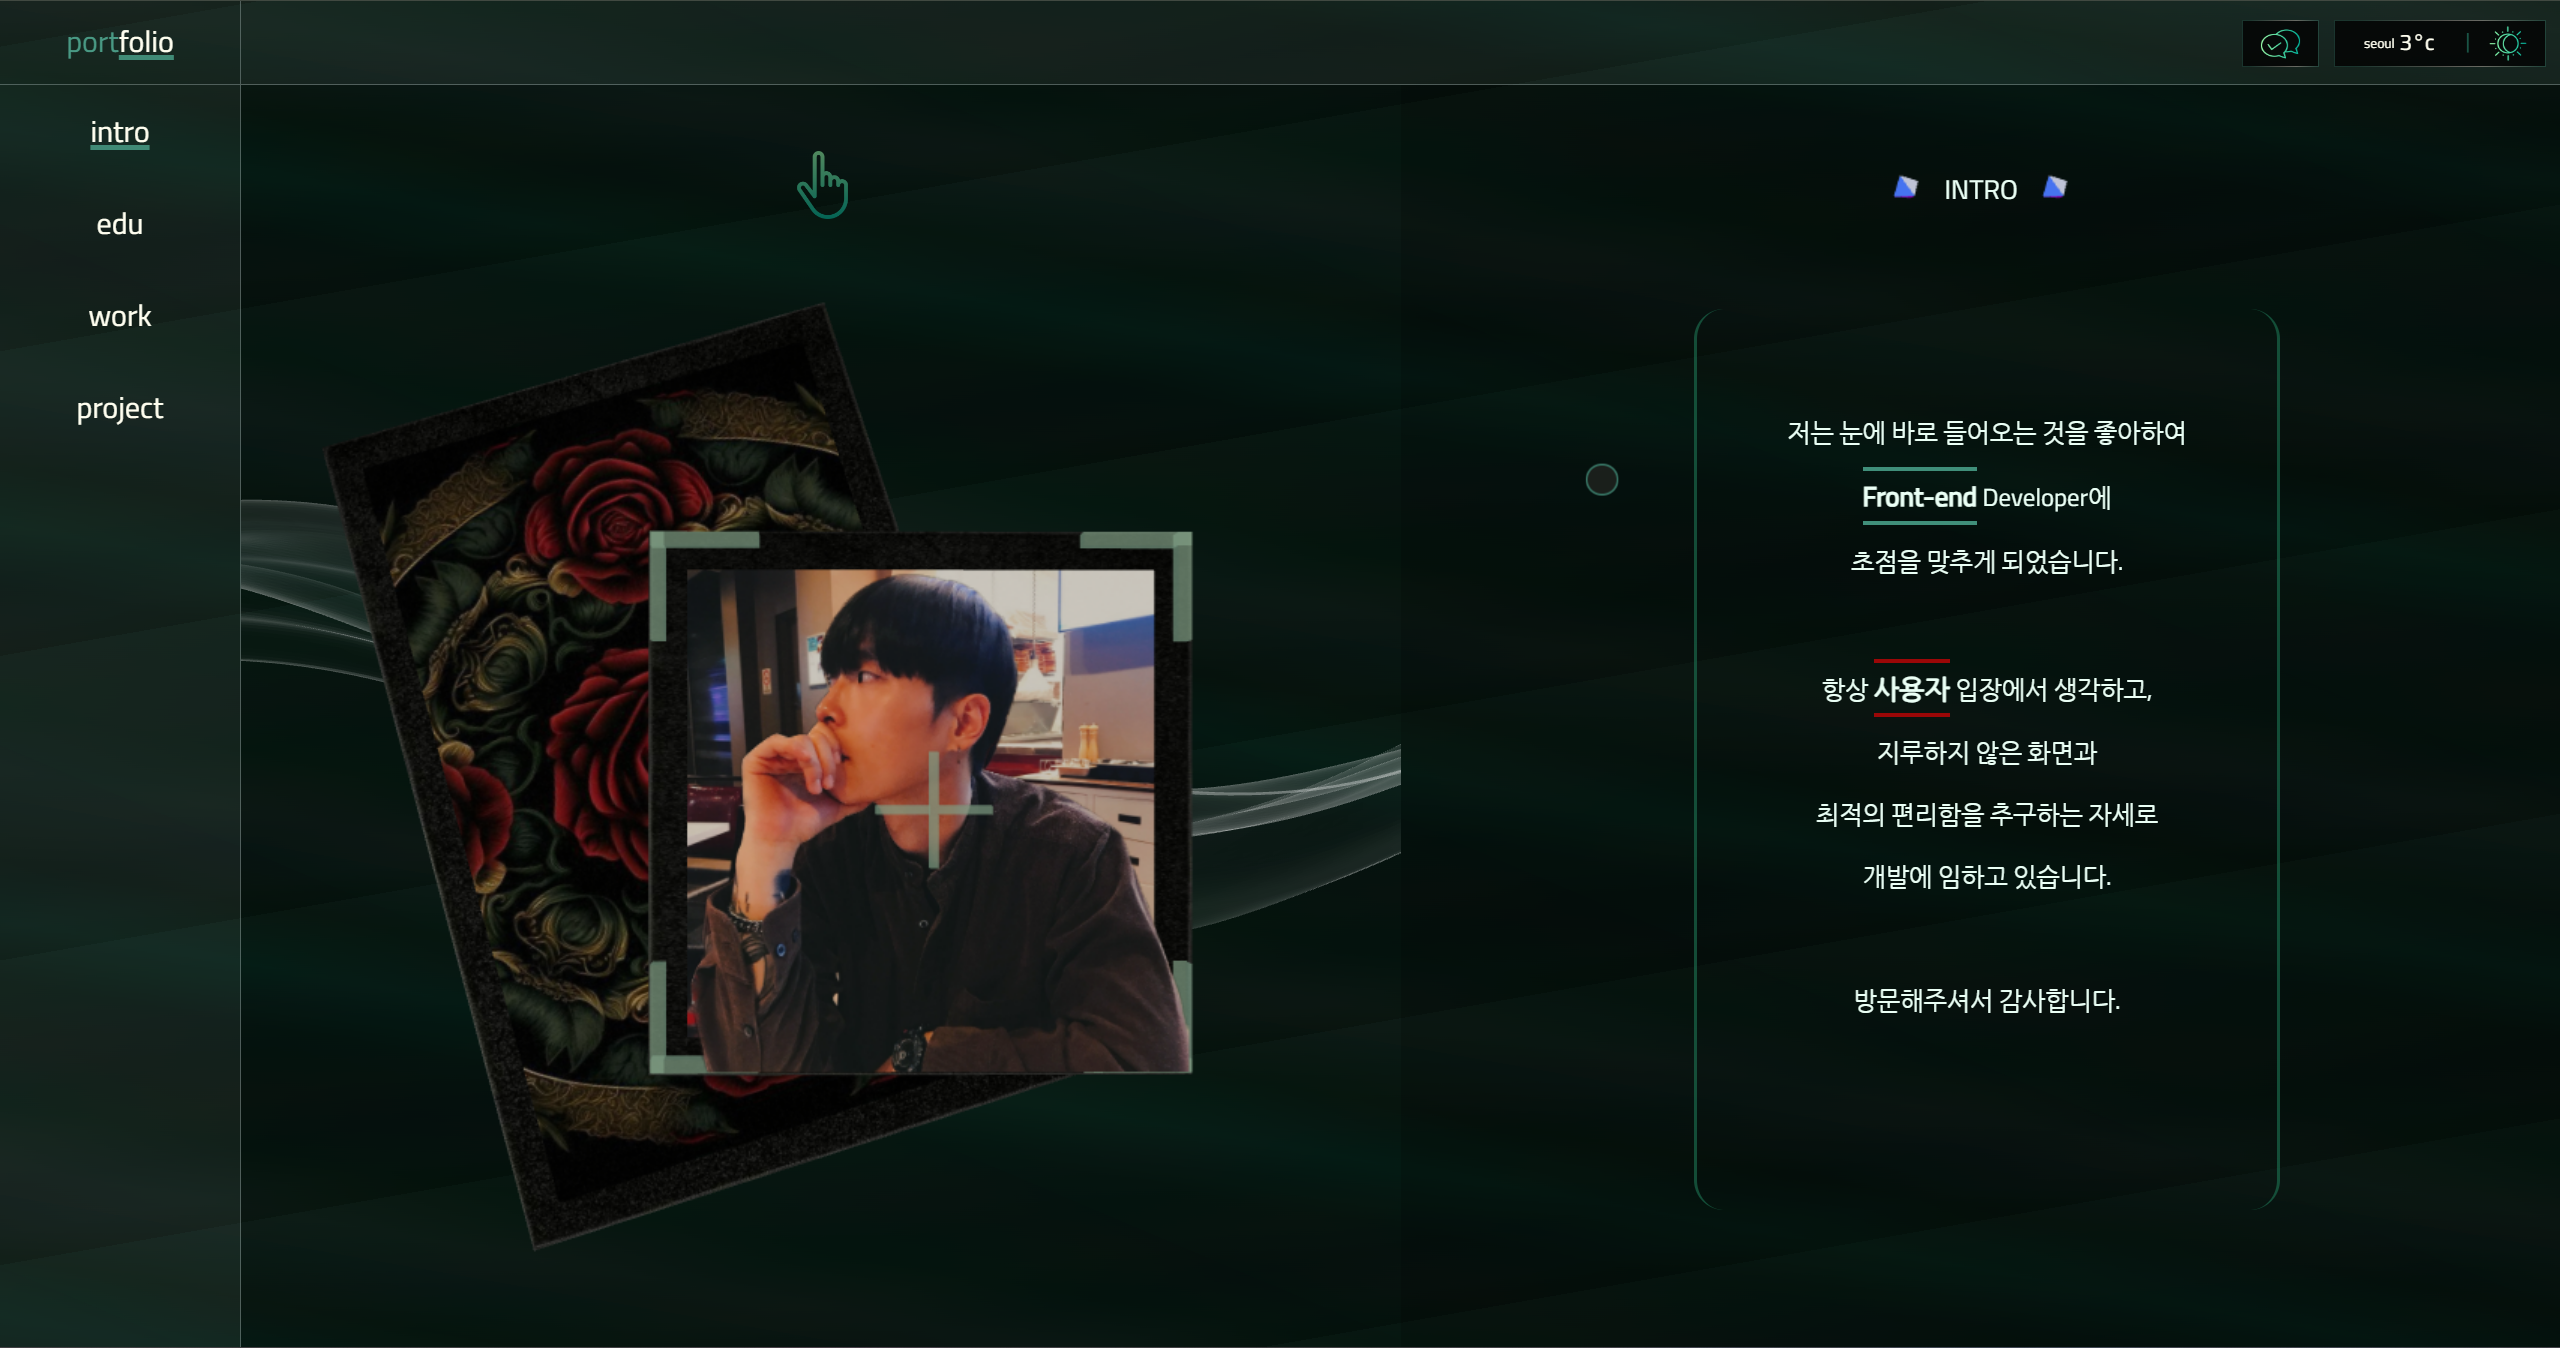 portfolio
seoul 3°c
intro
edu
work
project
INTRO
저는 눈에 바로 들어오는 것을 좋아하여
Front-end Developer에
초점을 맞추게 되었습니다.
항상 사용자 입장에서 생각하고,
지루하지 않은 화면과
최적의 편리함을 추구하는 자세로
개발에 임하고 있습니다.
방문해주셔서 감사합니다.